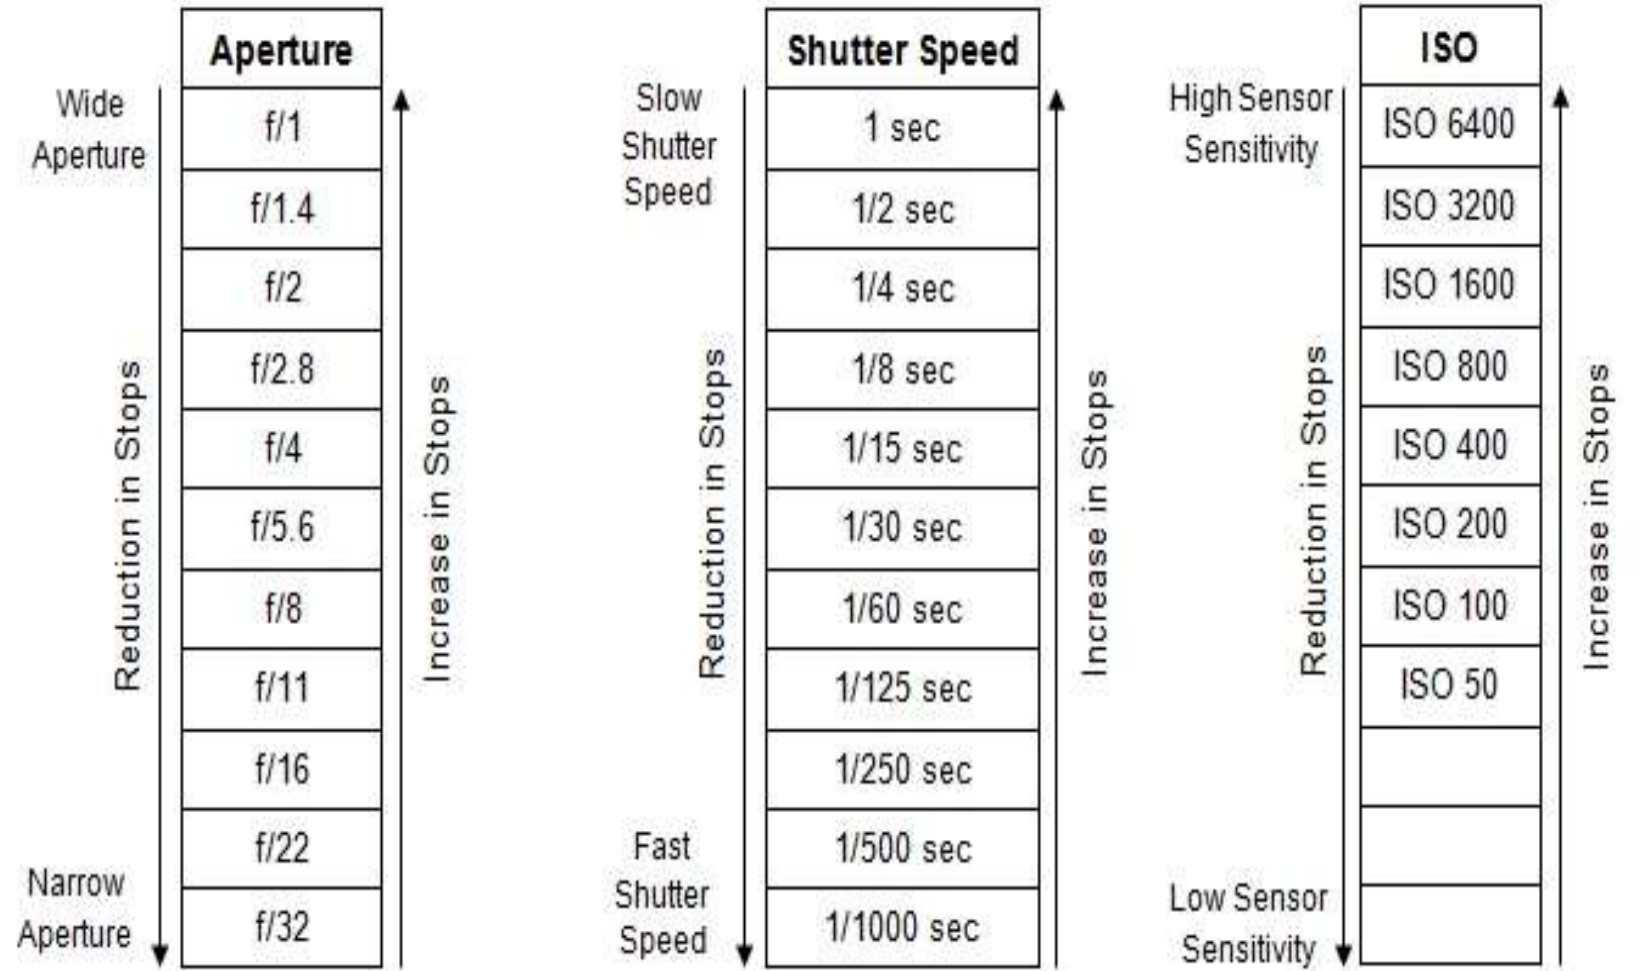 Aperture
Wide
Aperture
f/1
f/1.4
f/2
f/2.8
f/4
f/5.6
f/8
f/11
f/16
f/22
f/32
Narrow
Aperture
Reduction in Stops
Increase in Stops
Shutter Speed
Slow
Shutter
Speed
1 sec
1/2 sec
1/4 sec
1/8 sec
1/15 sec
1/30 sec
1/60 sec
1/125 sec
1/250 sec
1/500 sec
1/1000 sec
Fast
Shutter
Speed
Reduction in Stops
Increase in Stops
ISO
High Sensor
Sensitivity
ISO 6400
ISO 3200
ISO 1600
ISO 800
ISO 400
ISO 200
ISO 100
ISO 50
Low Sensor
Sensitivity
Reduction in Stops
Increase in Stops